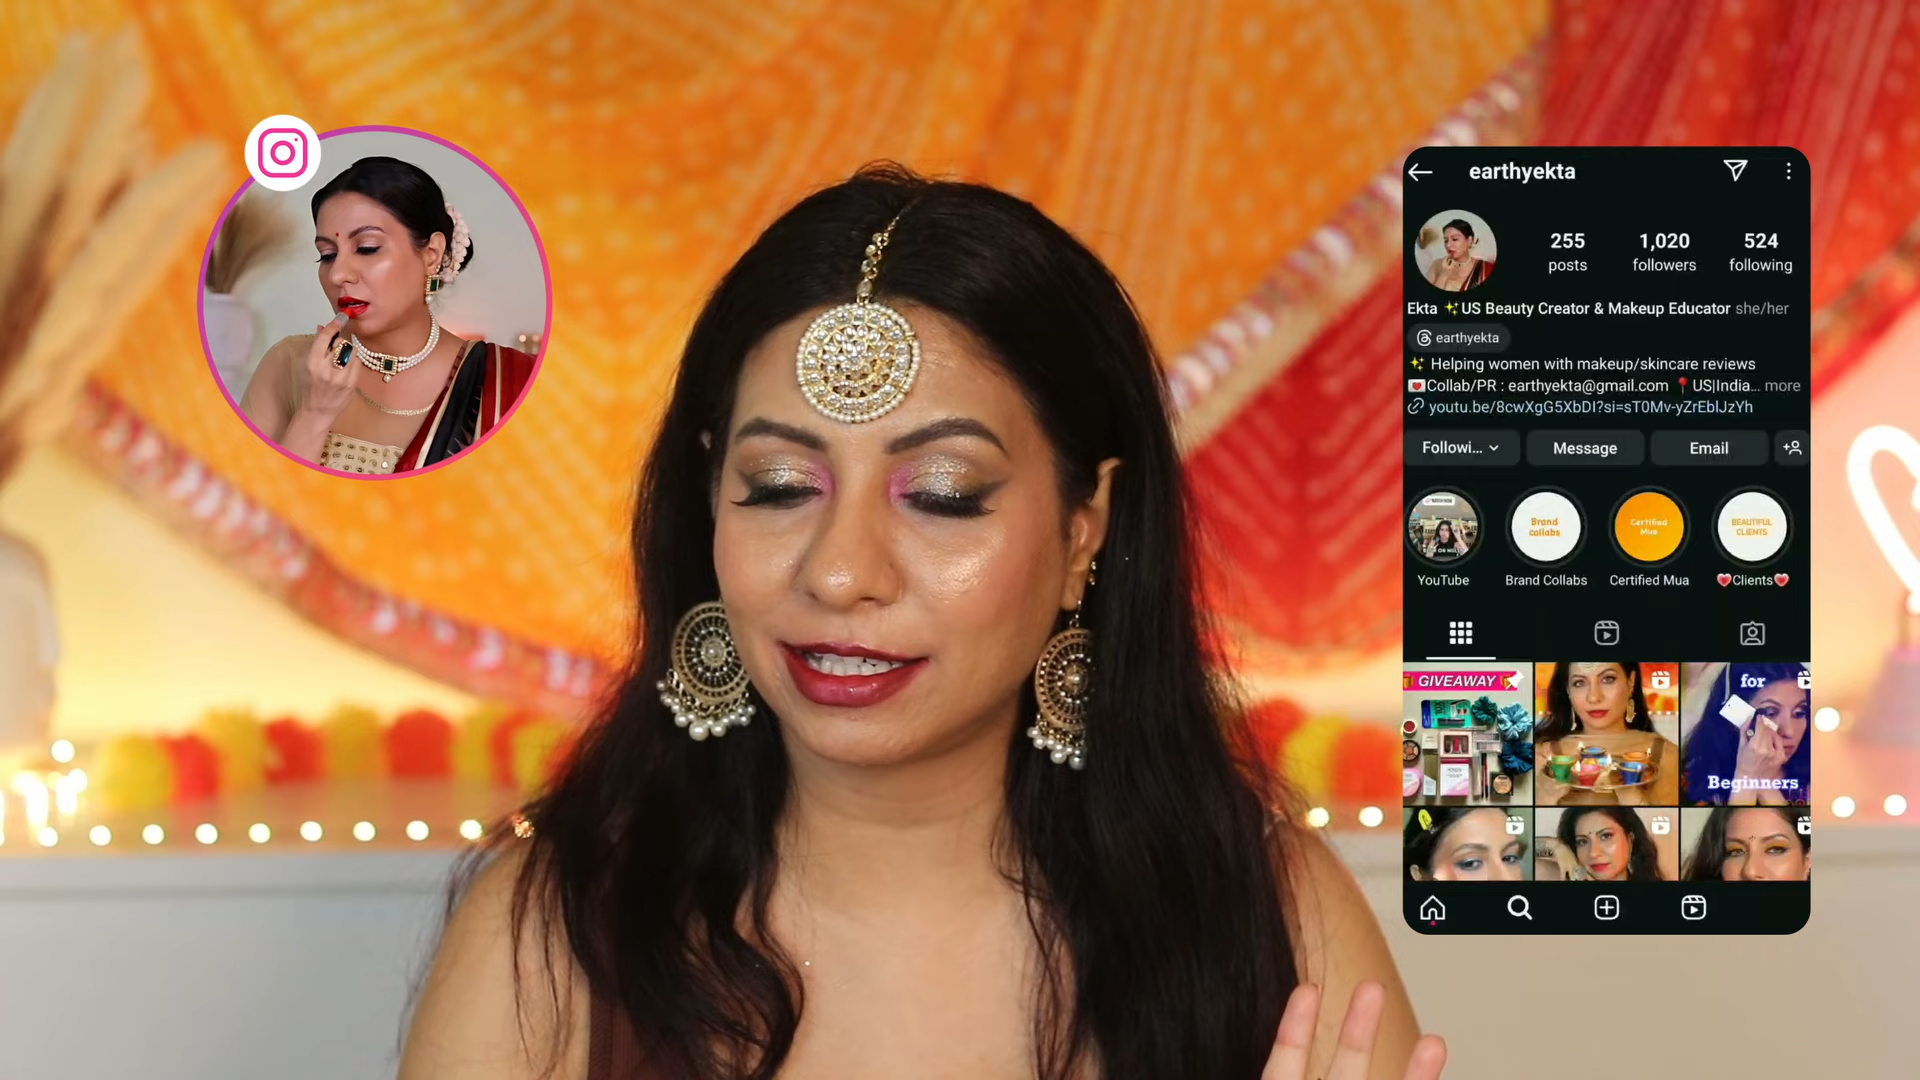 earthyekta
255
1,020
524
posts
followers
following
Ekta ✨US Beauty Creator & Makeup Educator she/her
earthyekta
✨ Helping women with makeup/skincare reviews
💌Collab/PR : earthyekta@gmail.com 📍US|India... more
youtu.be/8cwXgG5XbDI?si=sT0Mv-yZrEblJzYh
Followi...
Message
Email
Brand
collabs
Certified
Mua
BEAUTIFUL
CLIENTS
YouTube
Brand Collabs
Certified Mua
❤️Clients❤️
GIVEAWAY
for
Beginners